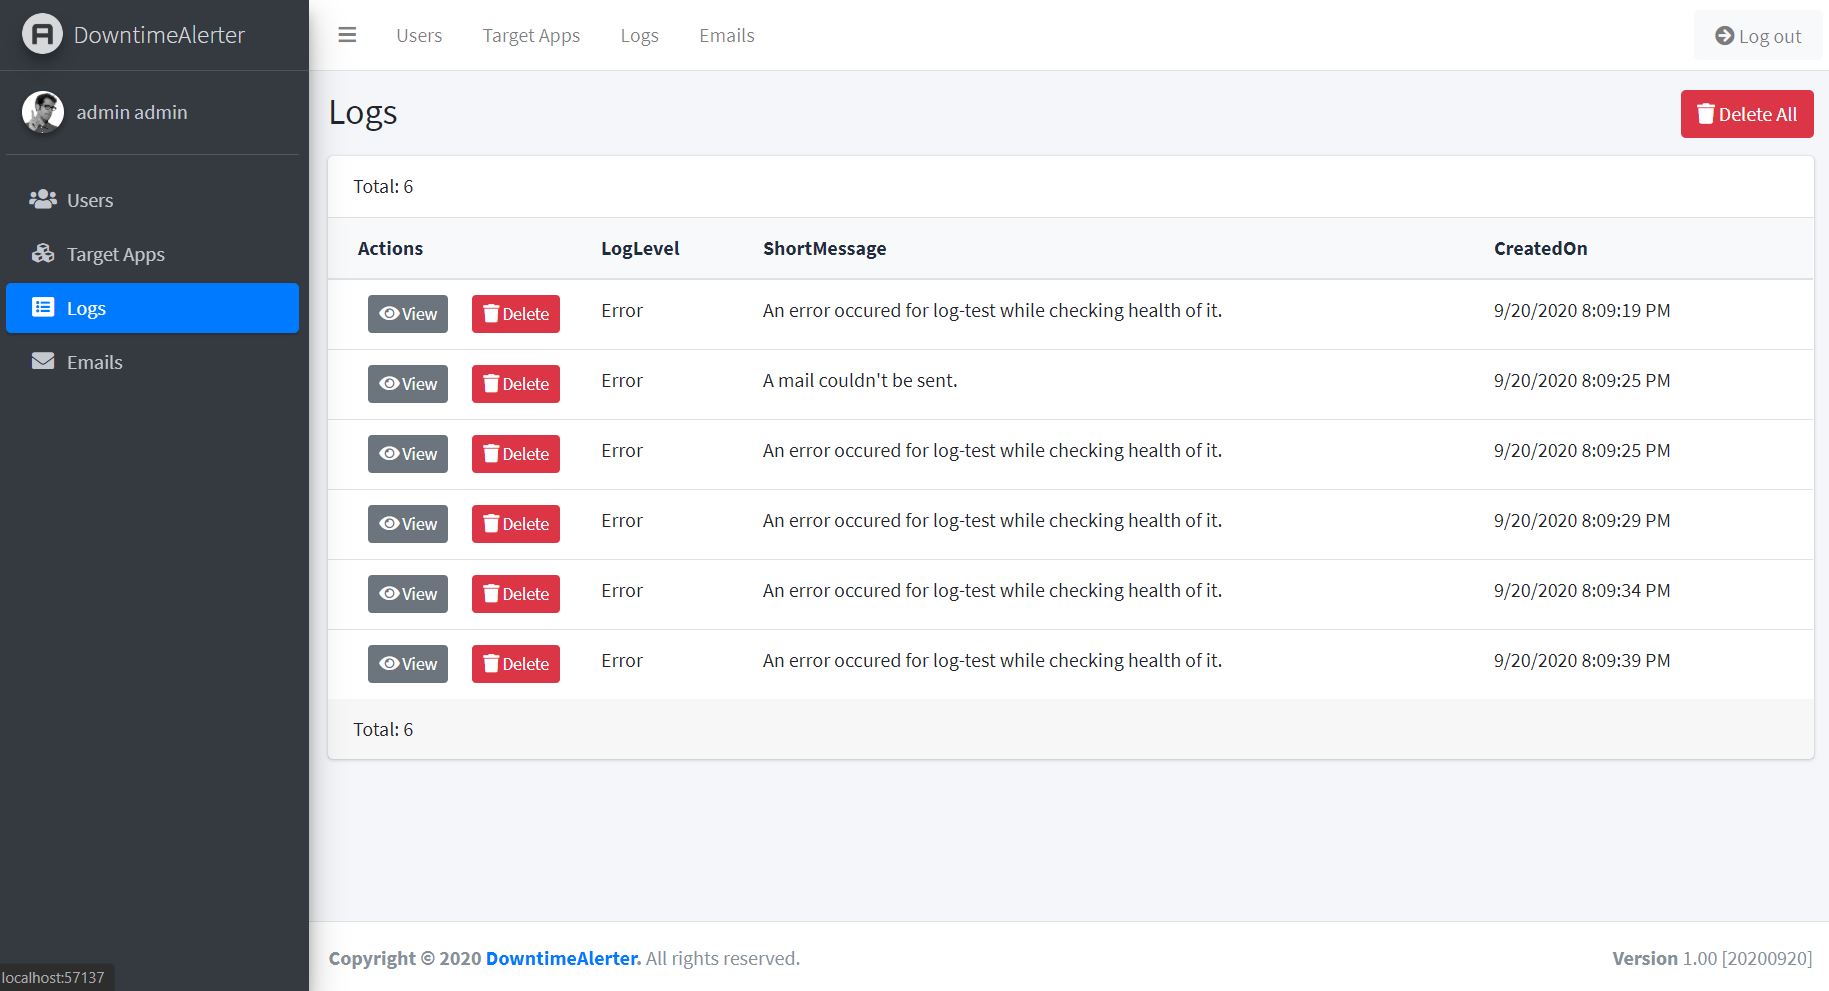 DowntimeAlerter
Users Target Apps Logs Emails
Log out
admin admin
Users
Target Apps
Logs
Emails
Logs
Delete All
Total: 6
Actions LogLevel ShortMessage CreatedOn
View Delete Error An error occured for log-test while checking health of it. 9/20/2020 8:09:19 PM
View Delete Error A mail couldn't be sent. 9/20/2020 8:09:25 PM
View Delete Error An error occured for log-test while checking health of it. 9/20/2020 8:09:25 PM
View Delete Error An error occured for log-test while checking health of it. 9/20/2020 8:09:29 PM
View Delete Error An error occured for log-test while checking health of it. 9/20/2020 8:09:34 PM
View Delete Error An error occured for log-test while checking health of it. 9/20/2020 8:09:39 PM
Total: 6
Copyright © 2020 DowntimeAlerter. All rights reserved.
Version 1.00 [20200920]
localhost:57137